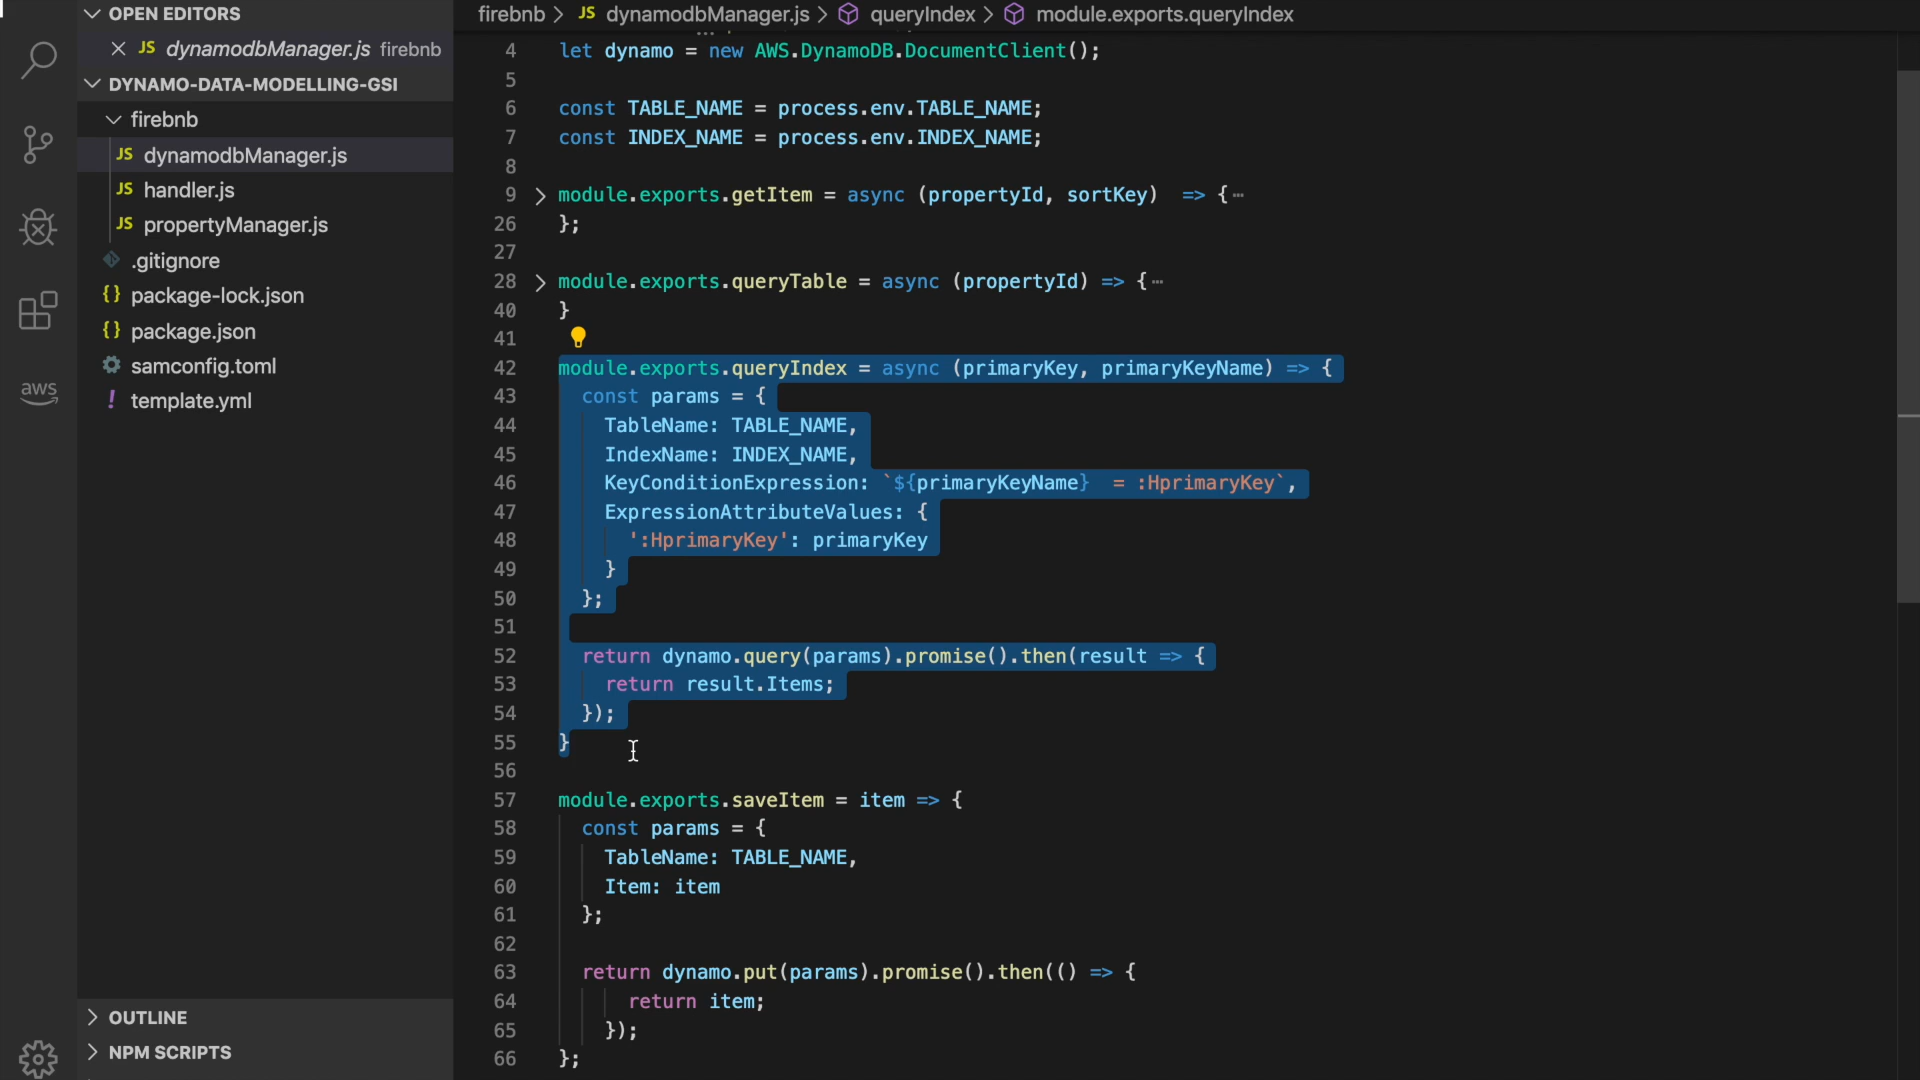 OPEN EDITORS
JS dynamodbManager.js firebnb
DYNAMO-DATA-MODELLING-GSI
firebnb
JS dynamodbManager.js
JS handler.js
JS propertyManager.js
.gitignore
{} package-lock.json
{} package.json
samconfig.toml
! template.yml
aws
OUTLINE
NPM SCRIPTS
firebnb > JS dynamodbManager.js > queryIndex > module.exports.queryIndex
4 let dynamo = new AWS.DynamoDB.DocumentClient();
5
6 const TABLE_NAME = process.env.TABLE_NAME;
7 const INDEX_NAME = process.env.INDEX_NAME;
8
9 module.exports.getItem = async (propertyId, sortKey)  => {…
26 };
27
28 module.exports.queryTable = async (propertyId) => {…
40 }
41
42 module.exports.queryIndex = async (primaryKey, primaryKeyName) => {
43   const params = {
44     TableName: TABLE_NAME,
45     IndexName: INDEX_NAME,
46     KeyConditionExpression: `${primaryKeyName}  = :HprimaryKey`,
47     ExpressionAttributeValues: {
48       ':HprimaryKey': primaryKey
49     }
50   };
51
52   return dynamo.query(params).promise().then(result => {
53     return result.Items;
54   });
55 }
56
57 module.exports.saveItem = item => {
58   const params = {
59     TableName: TABLE_NAME,
60     Item: item
61   };
62
63   return dynamo.put(params).promise().then(() => {
64       return item;
65     });
66 };